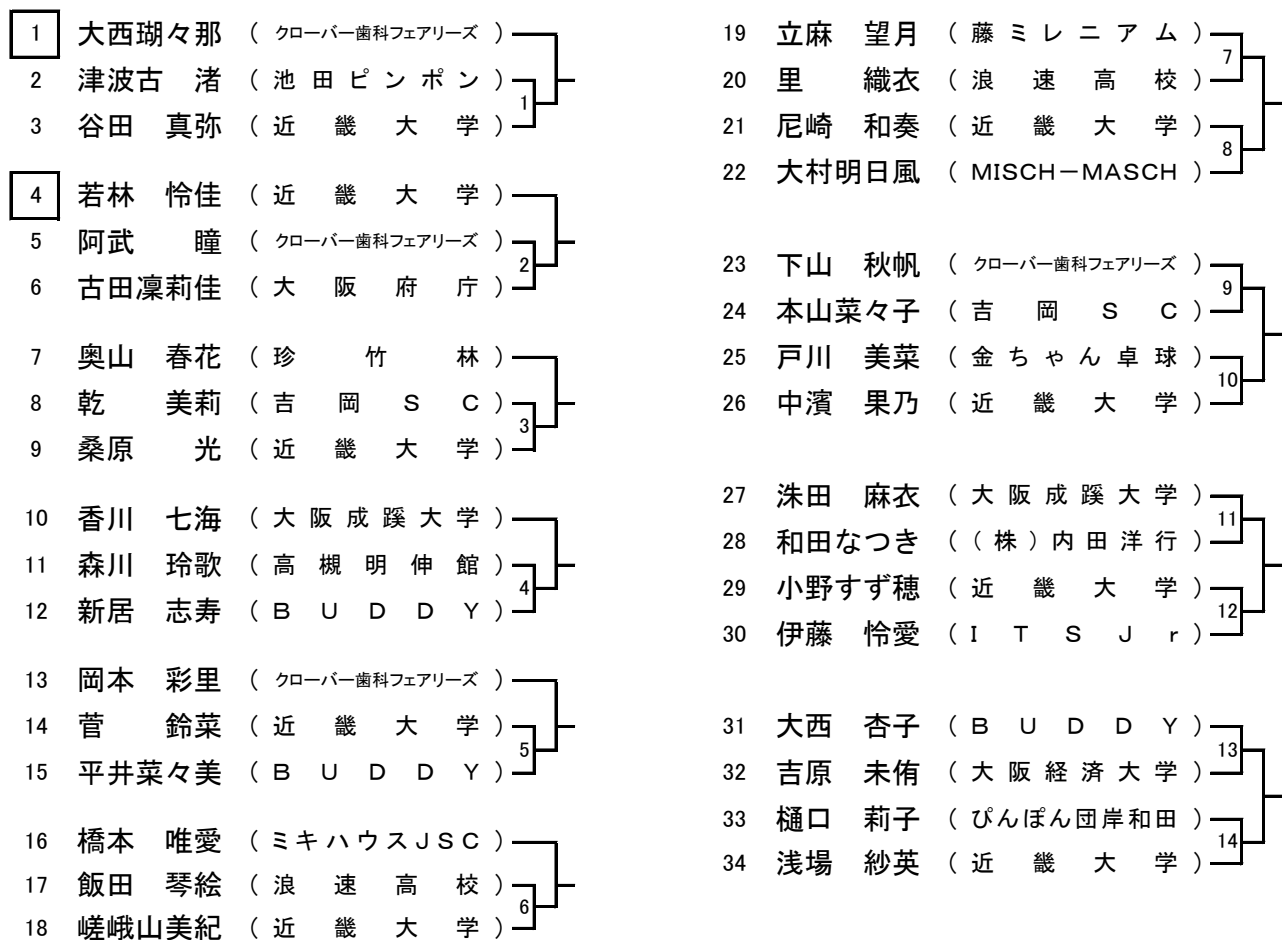 1 大西瑚々那 ( クローバー歯科フェアリーズ )
2 津波古 渚 ( 池田ピンポン )
1
3 谷田 真弥 ( 近畿大学 )
4 若林 怜佳 ( 近畿大学 )
5 阿武 瞳 ( クローバー歯科フェアリーズ )
2
6 古田凜莉佳 ( 大阪府庁 )
7 奥山 春花 ( 珍竹林 )
8 乾 美莉 ( 吉岡SC )
3
9 桑原 光 ( 近畿大学 )
10 香川 七海 ( 大阪成蹊大学 )
11 森川 玲歌 ( 高槻明伸館 )
4
12 新居 志寿 ( BUDDY )
13 岡本 彩里 ( クローバー歯科フェアリーズ )
14 菅 鈴菜 ( 近畿大学 )
5
15 平井菜々美 ( BUDDY )
16 橋本 唯愛 ( ミキハウスJSC )
17 飯田 琴絵 ( 浪速高校 )
6
18 嵯峨山美紀 ( 近畿大学 )
19 立麻 望月 ( 藤ミレニアム )
7
20 里 織衣 ( 浪速高校 )
21 尼崎 和奏 ( 近畿大学 )
8
22 大村明日風 ( MISCH－MASCH )
23 下山 秋帆 ( クローバー歯科フェアリーズ )
9
24 本山菜々子 ( 吉岡SC )
25 戸川 美菜 ( 金ちゃん卓球 )
10
26 中濱 果乃 ( 近畿大学 )
27 洙田 麻衣 ( 大阪成蹊大学 )
11
28 和田なつき ( (株)内田洋行 )
29 小野すず穂 ( 近畿大学 )
12
30 伊藤 怜愛 ( ITSJr )
31 大西 杏子 ( BUDDY )
13
32 吉原 未侑 ( 大阪経済大学 )
33 樋口 莉子 ( ぴんぽん団岸和田 )
14
34 浅場 紗英 ( 近畿大学 )